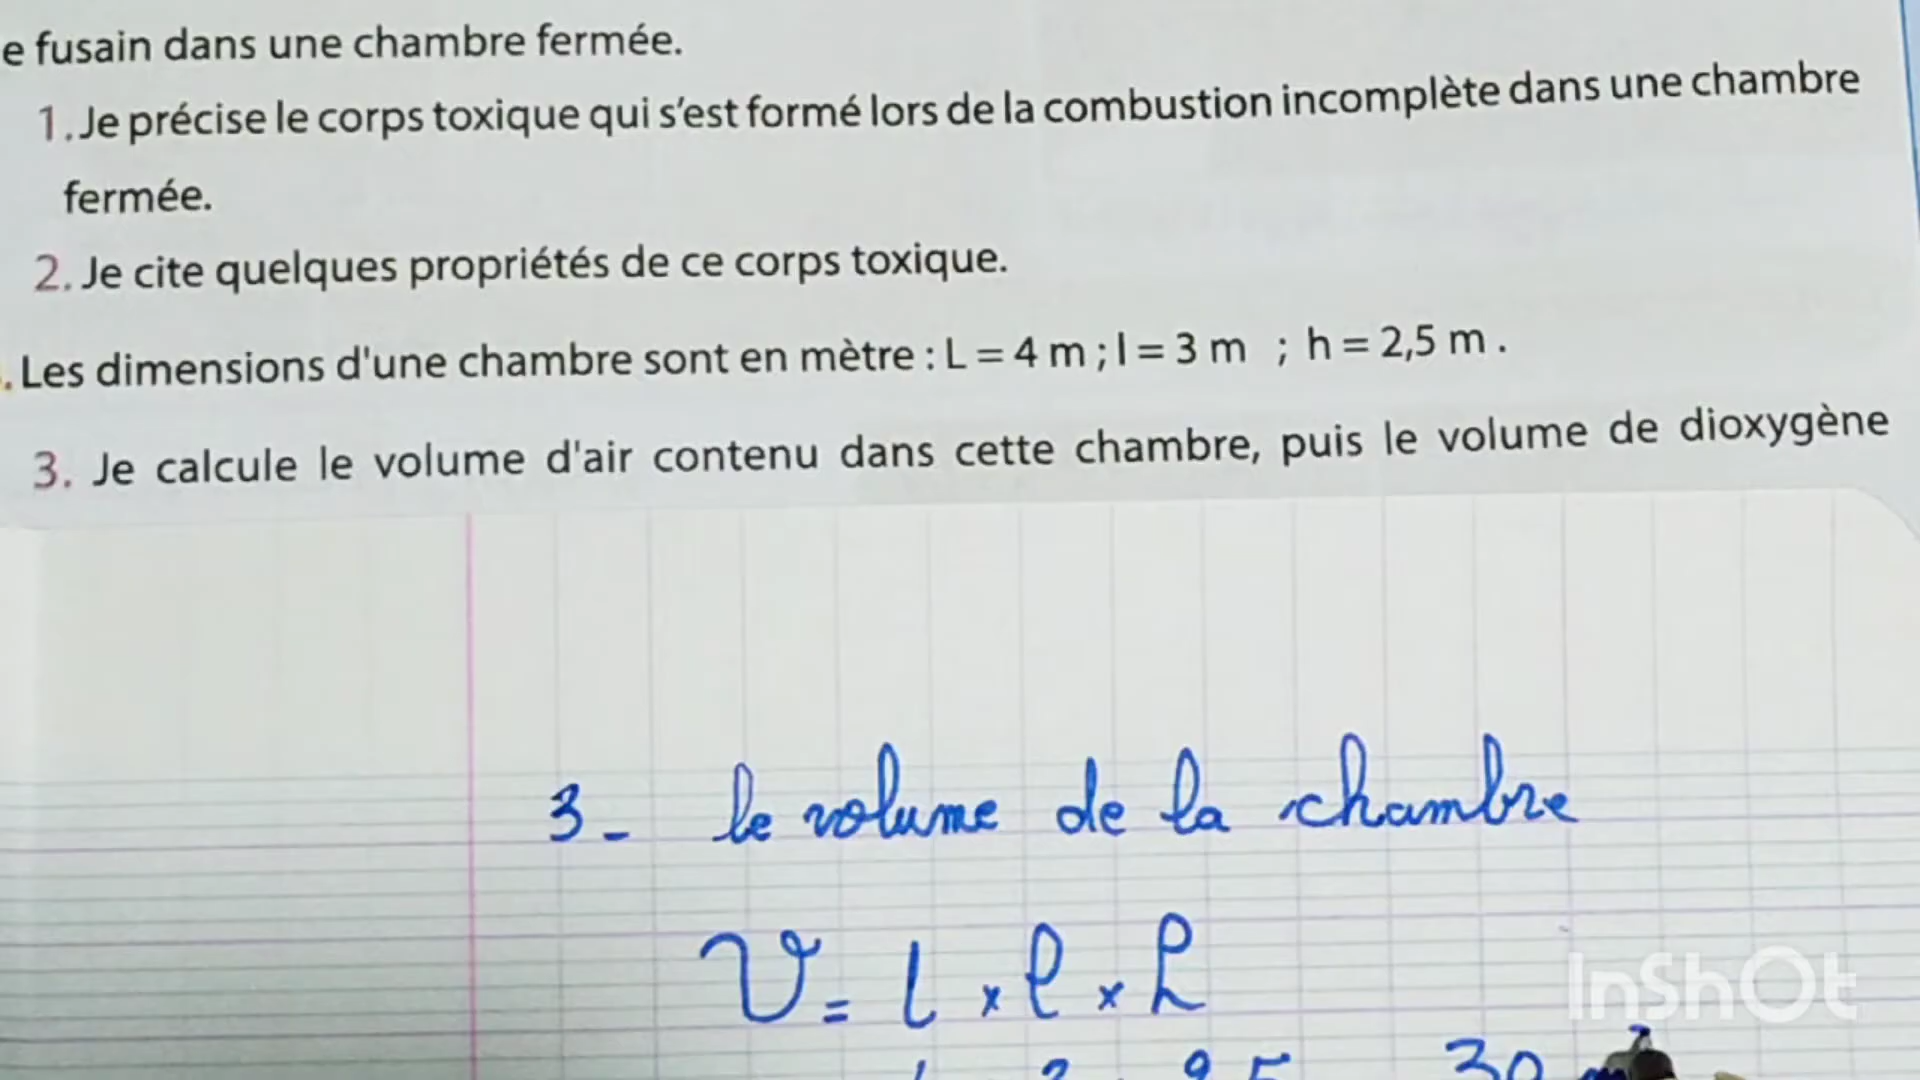 e fusain dans une chambre fermée.
1. Je précise le corps toxique qui s’est formé lors de la combustion incomplète dans une chambre
fermée.
2. Je cite quelques propriétés de ce corps toxique.
. Les dimensions d'une chambre sont en mètre : L = 4 m ; l = 3 m ; h = 2,5 m .
3. Je calcule le volume d'air contenu dans cette chambre, puis le volume de dioxygène
3- le volume de la chambre
V = L x l x h
30
InShOt